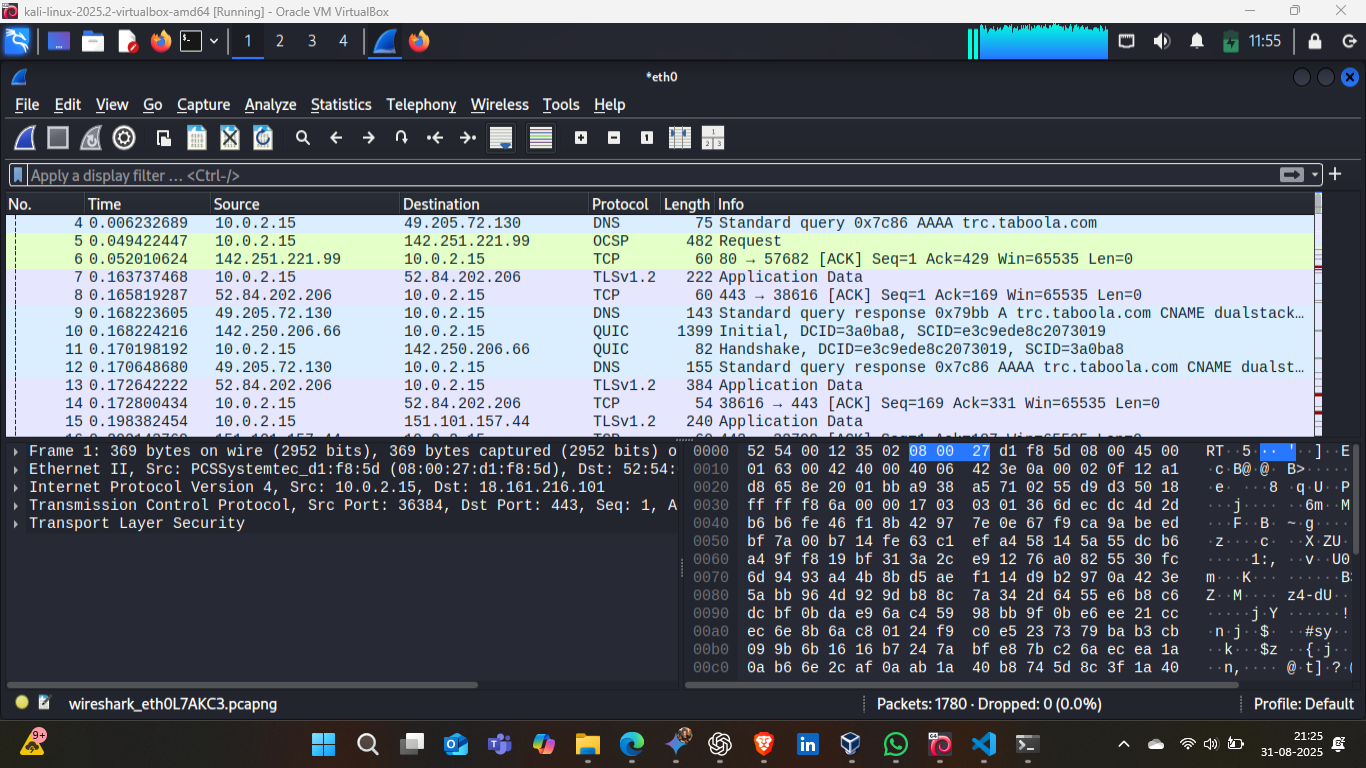 kali-linux-2025.2-virtualbox-amd64 [Running] - Oracle VM VirtualBox
1 2 3 4 11:55
*eth0
File Edit View Go Capture Analyze Statistics Telephony Wireless Tools Help
Apply a display filter … <Ctrl-/>
No. Time Source Destination Protocol Length Info
4 0.006232689 10.0.2.15 49.205.72.130 DNS 75 Standard query 0x7c86 AAAA trc.taboola.com
5 0.049422447 10.0.2.15 142.251.221.99 OCSP 482 Request
6 0.052010624 142.251.221.99 10.0.2.15 TCP 60 80 → 57682 [ACK] Seq=1 Ack=429 Win=65535 Len=0
7 0.163737468 10.0.2.15 52.84.202.206 TLSv1.2 222 Application Data
8 0.165819287 52.84.202.206 10.0.2.15 TCP 60 443 → 38616 [ACK] Seq=1 Ack=169 Win=65535 Len=0
9 0.168223605 49.205.72.130 10.0.2.15 DNS 143 Standard query response 0x79bb A trc.taboola.com CNAME dualstack…
10 0.168224216 142.250.206.66 10.0.2.15 QUIC 1399 Initial, DCID=3a0ba8, SCID=e3c9ede8c2073019
11 0.170198192 10.0.2.15 142.250.206.66 QUIC 82 Handshake, DCID=e3c9ede8c2073019, SCID=3a0ba8
12 0.170648680 49.205.72.130 10.0.2.15 DNS 155 Standard query response 0x7c86 AAAA trc.taboola.com CNAME dualst…
13 0.172642222 52.84.202.206 10.0.2.15 TLSv1.2 384 Application Data
14 0.172800434 10.0.2.15 52.84.202.206 TCP 54 38616 → 443 [ACK] Seq=169 Ack=331 Win=65535 Len=0
15 0.198382454 10.0.2.15 151.101.157.44 TLSv1.2 240 Application Data
Frame 1: 369 bytes on wire (2952 bits), 369 bytes captured (2952 bits) o
Ethernet II, Src: PCSSystemtec_d1:f8:5d (08:00:27:d1:f8:5d), Dst: 52:54:
Internet Protocol Version 4, Src: 10.0.2.15, Dst: 18.161.216.101
Transmission Control Protocol, Src Port: 36384, Dst Port: 443, Seq: 1, A
Transport Layer Security
0000 52 54 00 12 35 02 08 00 27 d1 f8 5d 08 00 45 00 RT··5···'··]··E
0010 01 63 00 42 40 00 40 06 42 3e 0a 00 02 0f 12 a1
0020 d8 65 8e 20 01 bb a9 38 a5 71 02 55 d9 d3 50 18
0030 ff ff f8 6a 00 00 17 03 03 01 36 6d ec dc 4d 2d
0040 b6 b6 fe 46 f1 8b 42 97 7e 0e 67 f9 ca 9a be ed
0050 bf 7a 00 b7 14 fe 63 c1 ef a4 58 14 5a 55 dc b6
0060 a4 9f f8 19 bf 31 3a 2c e9 12 76 a0 82 55 30 fc
0070 6d 94 93 a4 4b 8b d5 ae f1 14 d9 b2 97 0a 42 3e
0080 5a bb 96 4d 92 9d b8 8c 7a 34 2d 64 55 e6 b8 c6
0090 dc bf 0b da e9 6a c4 59 98 bb 9f 0b e6 ee 21 cc
00a0 ec 6e 8b 6a c8 01 24 f9 c0 e5 23 73 79 ba b3 cb
00b0 09 9b 6b 16 16 b7 24 7a bf e8 7b c2 6a ec ea 1a
00c0 0a b6 6e 2c af 0a ab 1a 40 b8 74 5d 8c 3f 1a 40
wireshark_eth0L7AKC3.pcapng Packets: 1780 · Dropped: 0 (0.0%) Profile: Default
9+
21:25
31-08-2025